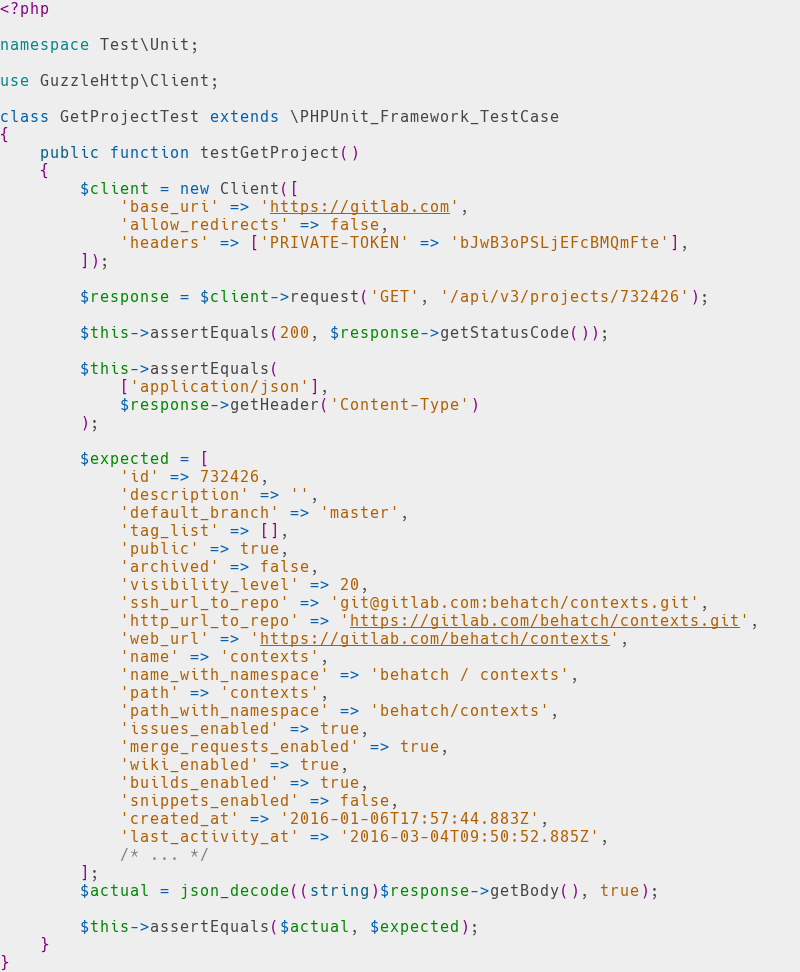 <?php

namespace Test\Unit;

use GuzzleHttp\Client;

class GetProjectTest extends \PHPUnit_Framework_TestCase
{
    public function testGetProject()
    {
        $client = new Client([
            'base_uri' => 'https://gitlab.com',
            'allow_redirects' => false,
            'headers' => ['PRIVATE-TOKEN' => 'bJwB3oPSLjEFcBMQmFte'],
        ]);

        $response = $client->request('GET', '/api/v3/projects/732426');

        $this->assertEquals(200, $response->getStatusCode());

        $this->assertEquals(
            ['application/json'],
            $response->getHeader('Content-Type')
        );

        $expected = [
            'id' => 732426,
            'description' => '',
            'default_branch' => 'master',
            'tag_list' => [],
            'public' => true,
            'archived' => false,
            'visibility_level' => 20,
            'ssh_url_to_repo' => 'git@gitlab.com:behatch/contexts.git',
            'http_url_to_repo' => 'https://gitlab.com/behatch/contexts.git',
            'web_url' => 'https://gitlab.com/behatch/contexts',
            'name' => 'contexts',
            'name_with_namespace' => 'behatch / contexts',
            'path' => 'contexts',
            'path_with_namespace' => 'behatch/contexts',
            'issues_enabled' => true,
            'merge_requests_enabled' => true,
            'wiki_enabled' => true,
            'builds_enabled' => true,
            'snippets_enabled' => false,
            'created_at' => '2016-01-06T17:57:44.883Z',
            'last_activity_at' => '2016-03-04T09:50:52.885Z',
            /* ... */
        ];
        $actual = json_decode((string)$response->getBody(), true);

        $this->assertEquals($actual, $expected);
    }
}